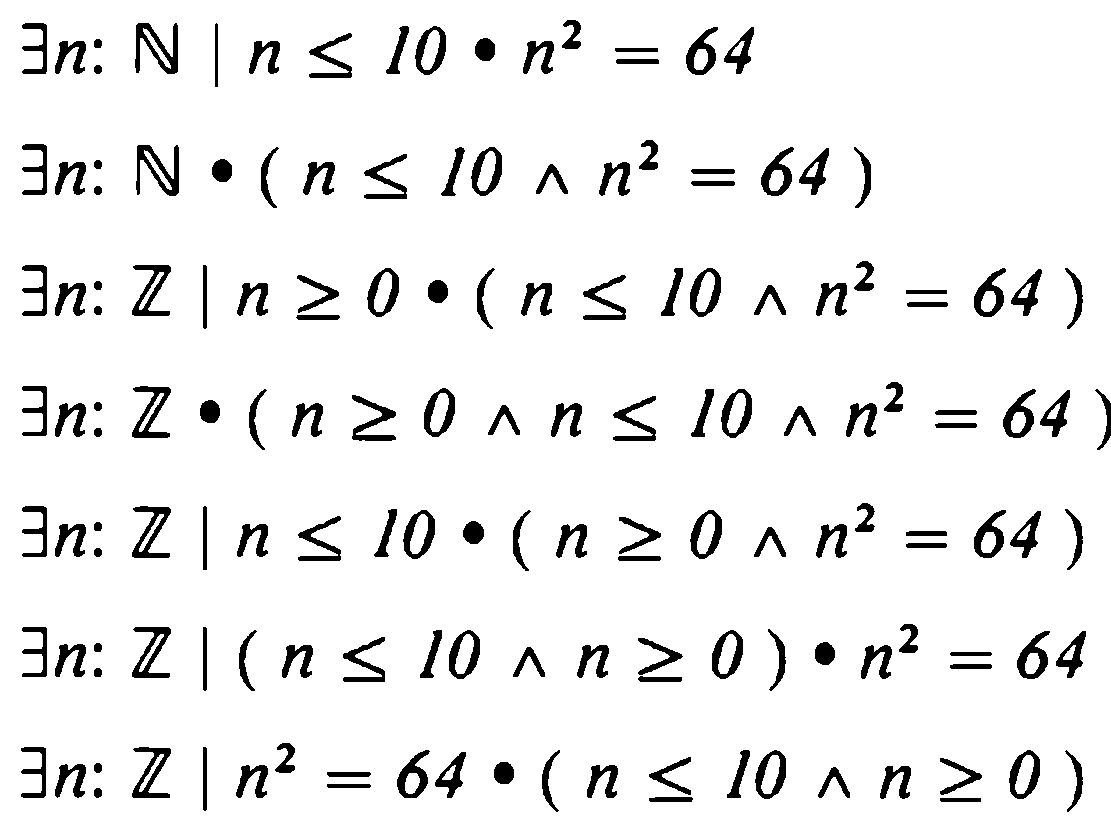 ∃n: ℕ | n ≤ 10 • n² = 64
∃n: ℕ • ( n ≤ 10 ∧ n² = 64 )
∃n: ℤ | n ≥ 0 • ( n ≤ 10 ∧ n² = 64 )
∃n: ℤ • ( n ≥ 0 ∧ n ≤ 10 ∧ n² = 64 )
∃n: ℤ | n ≤ 10 • ( n ≥ 0 ∧ n² = 64 )
∃n: ℤ | ( n ≤ 10 ∧ n ≥ 0 ) • n² = 64
∃n: ℤ | n² = 64 • ( n ≤ 10 ∧ n ≥ 0 )